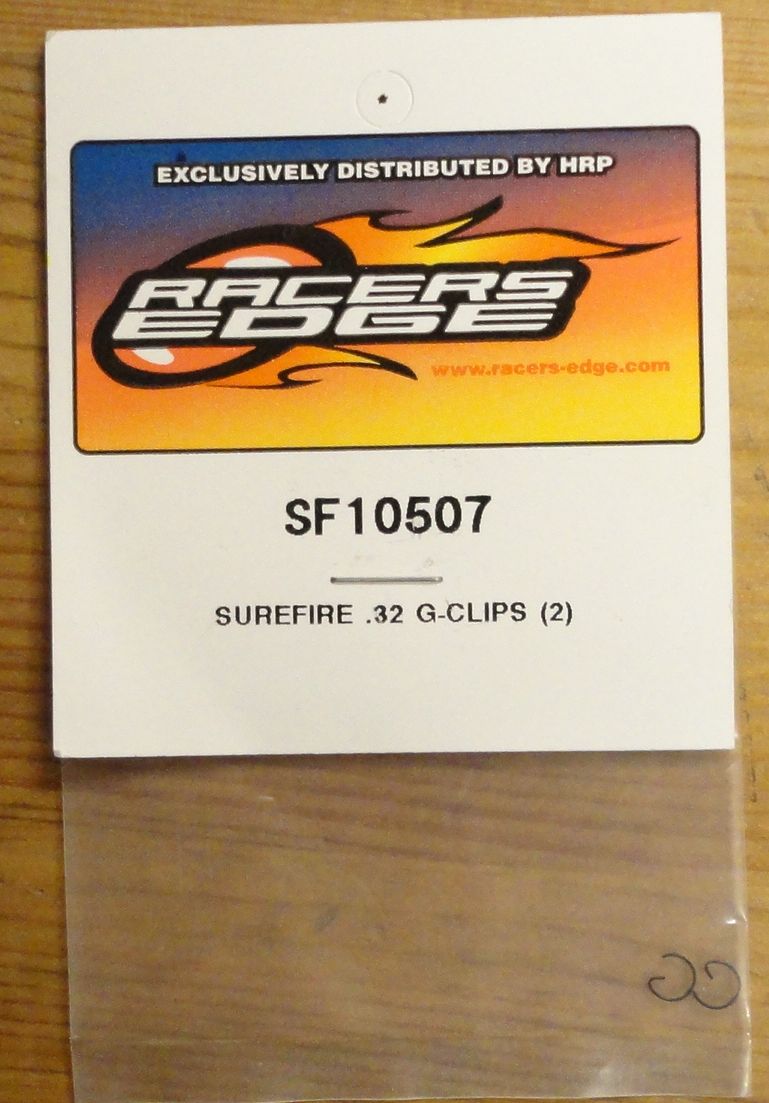 EXCLUSIVELY DISTRIBUTED BY HRP
RACERS
EDGE
www.racers-edge.com
SF10507
SUREFIRE .32 G-CLIPS (2)